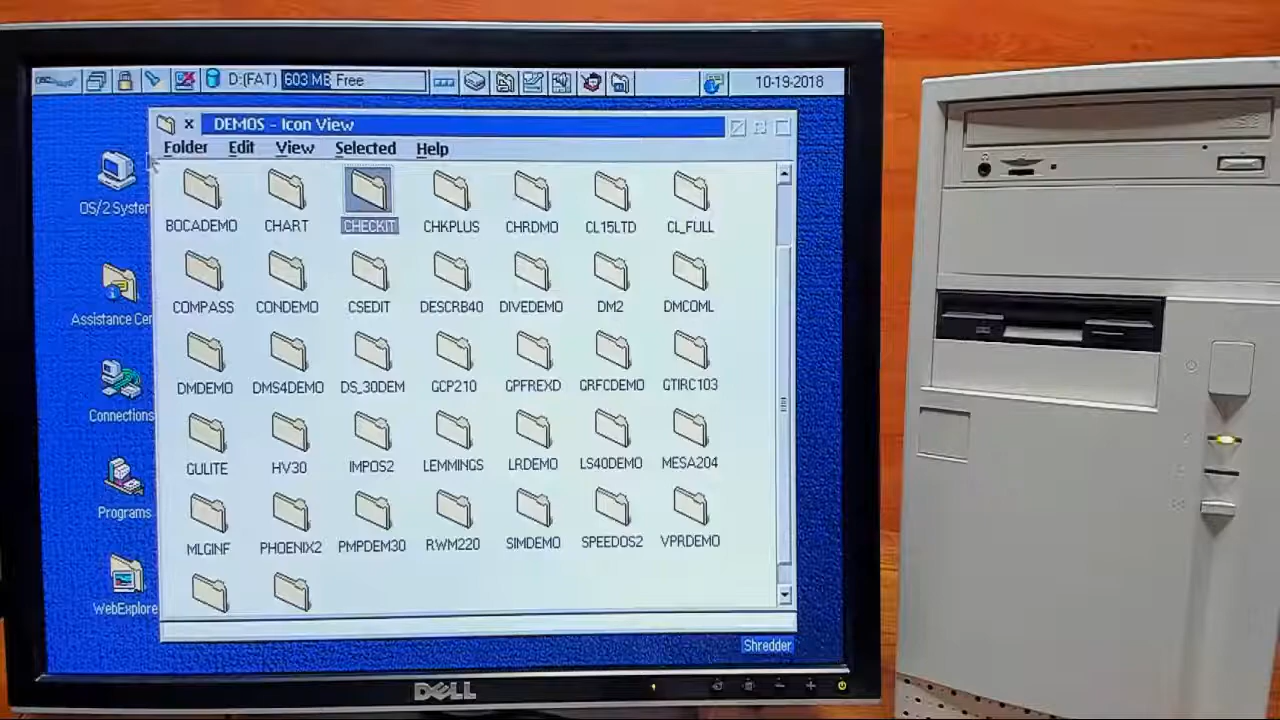 D:(FAT) 603 MB Free
10-19-2018
DEMOS - Icon View
Folder Edit View Selected Help
BOCADEMO CHART CHECKIT CHKPLUS CHRDMO CL15LTD CL_FULL
COMPASS CONDEMO CSEDIT DESCRB40 DIVEDEMO DM2 DMCOML
DMDEMO DMS4DEMO DS_30DEM GCP210 GPFREXD GRFCDEMO GTIRC103
GULITE HV30 IMPOS2 LEMMINGS LRDEMO LS40DEMO MESA204
MLGINF PHOENIX2 PMPDEM30 RWM220 SIMDEMO SPEEDOS2 VPRDEMO
OS/2 System
Assistance Cen
Connections
Programs
WebExplore
Shredder
DELL